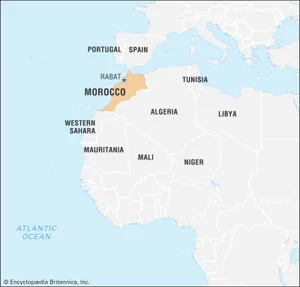 PORTUGAL
SPAIN
RABAT
TUNISIA
MOROCCO
ALGERIA
LIBYA
WESTERN
SAHARA
MAURITANIA
MALI
NIGER
ATLANTIC
OCEAN
© Encyclopædia Britannica, Inc.